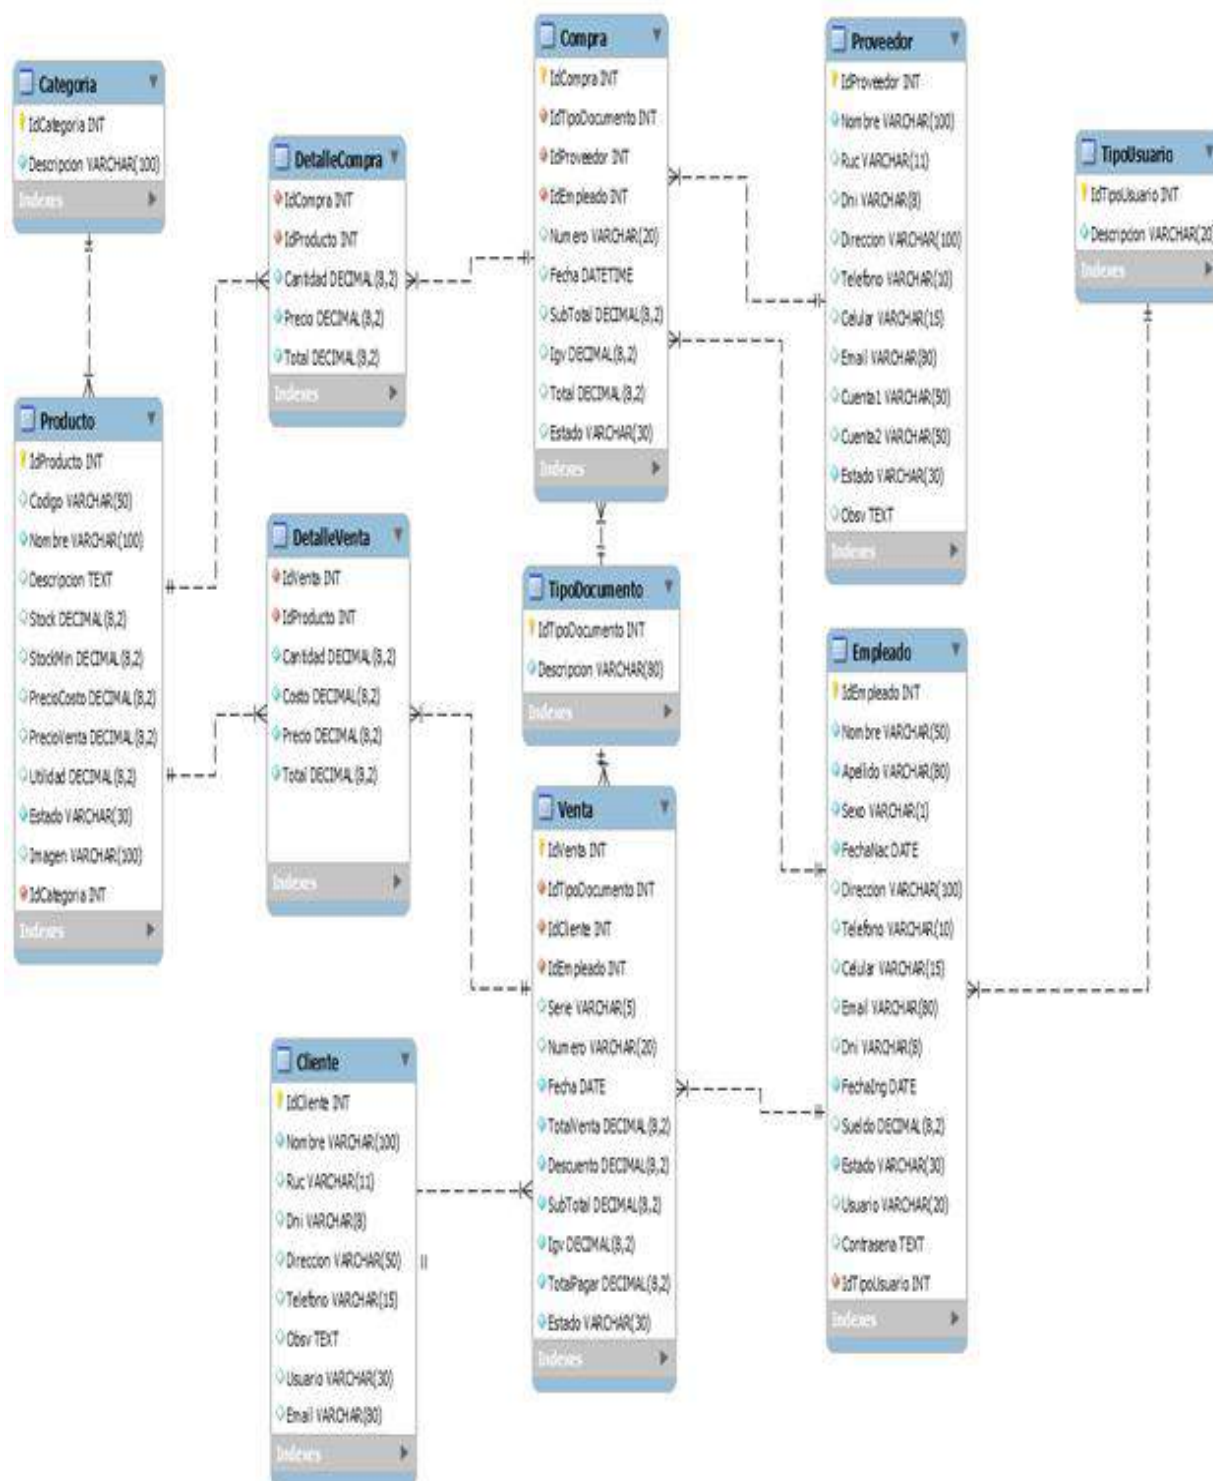 Categoria
IdCategoria INT
Descripcion VARCHAR(100)
Indexes
Producto
IdProducto INT
Codigo VARCHAR(50)
Nombre VARCHAR(100)
Descripcion TEXT
Stock DECIMAL(8,2)
StockMin DECIMAL(8,2)
PrecioCosto DECIMAL(8,2)
PrecioVenta DECIMAL(8,2)
Utilidad DECIMAL(8,2)
Estado VARCHAR(30)
Imagen VARCHAR(100)
IdCategoria INT
Indexes
DetalleCompra
IdCompra INT
IdProducto INT
Cantidad DECIMAL(8,2)
Precio DECIMAL(8,2)
Total DECIMAL(8,2)
Indexes
DetalleVenta
IdVenta INT
IdProducto INT
Cantidad DECIMAL(8,2)
Costo DECIMAL(8,2)
Precio DECIMAL(8,2)
Total DECIMAL(8,2)
Indexes
Cliente
IdCliente INT
Nombre VARCHAR(100)
Ruc VARCHAR(11)
Dni VARCHAR(8)
Direccion VARCHAR(50)
Telefono VARCHAR(15)
Obsv TEXT
Usuario VARCHAR(30)
Email VARCHAR(80)
Indexes
Compra
IdCompra INT
IdTipoDocumento INT
IdProveedor INT
IdEmpleado INT
Numero VARCHAR(20)
Fecha DATETIME
SubTotal DECIMAL(8,2)
Igv DECIMAL(8,2)
Total DECIMAL(8,2)
Estado VARCHAR(30)
Indexes
TipoDocumento
IdTipoDocumento INT
Descripcion VARCHAR(80)
Indexes
Venta
IdVenta INT
IdTipoDocumento INT
IdCliente INT
IdEmpleado INT
Serie VARCHAR(5)
Numero VARCHAR(20)
Fecha DATE
TotalVenta DECIMAL(8,2)
Descuento DECIMAL(8,2)
SubTotal DECIMAL(8,2)
Igv DECIMAL(8,2)
TotalPagar DECIMAL(8,2)
Estado VARCHAR(30)
Indexes
Proveedor
IdProveedor INT
Nombre VARCHAR(100)
Ruc VARCHAR(11)
Dni VARCHAR(8)
Direccion VARCHAR(100)
Telefono VARCHAR(10)
Celular VARCHAR(15)
Email VARCHAR(80)
Cuenta1 VARCHAR(50)
Cuenta2 VARCHAR(50)
Estado VARCHAR(30)
Obsv TEXT
Indexes
Empleado
IdEmpleado INT
Nombre VARCHAR(50)
Apellido VARCHAR(80)
Sexo VARCHAR(1)
FechaNac DATE
Direccion VARCHAR(100)
Telefono VARCHAR(10)
Celular VARCHAR(15)
Email VARCHAR(80)
Dni VARCHAR(8)
FechaIng DATE
Sueldo DECIMAL(8,2)
Estado VARCHAR(30)
Usuario VARCHAR(20)
Contrasena TEXT
IdTipoUsuario INT
Indexes
TipoUsuario
IdTipoUsuario INT
Descripcion VARCHAR(20)
Indexes